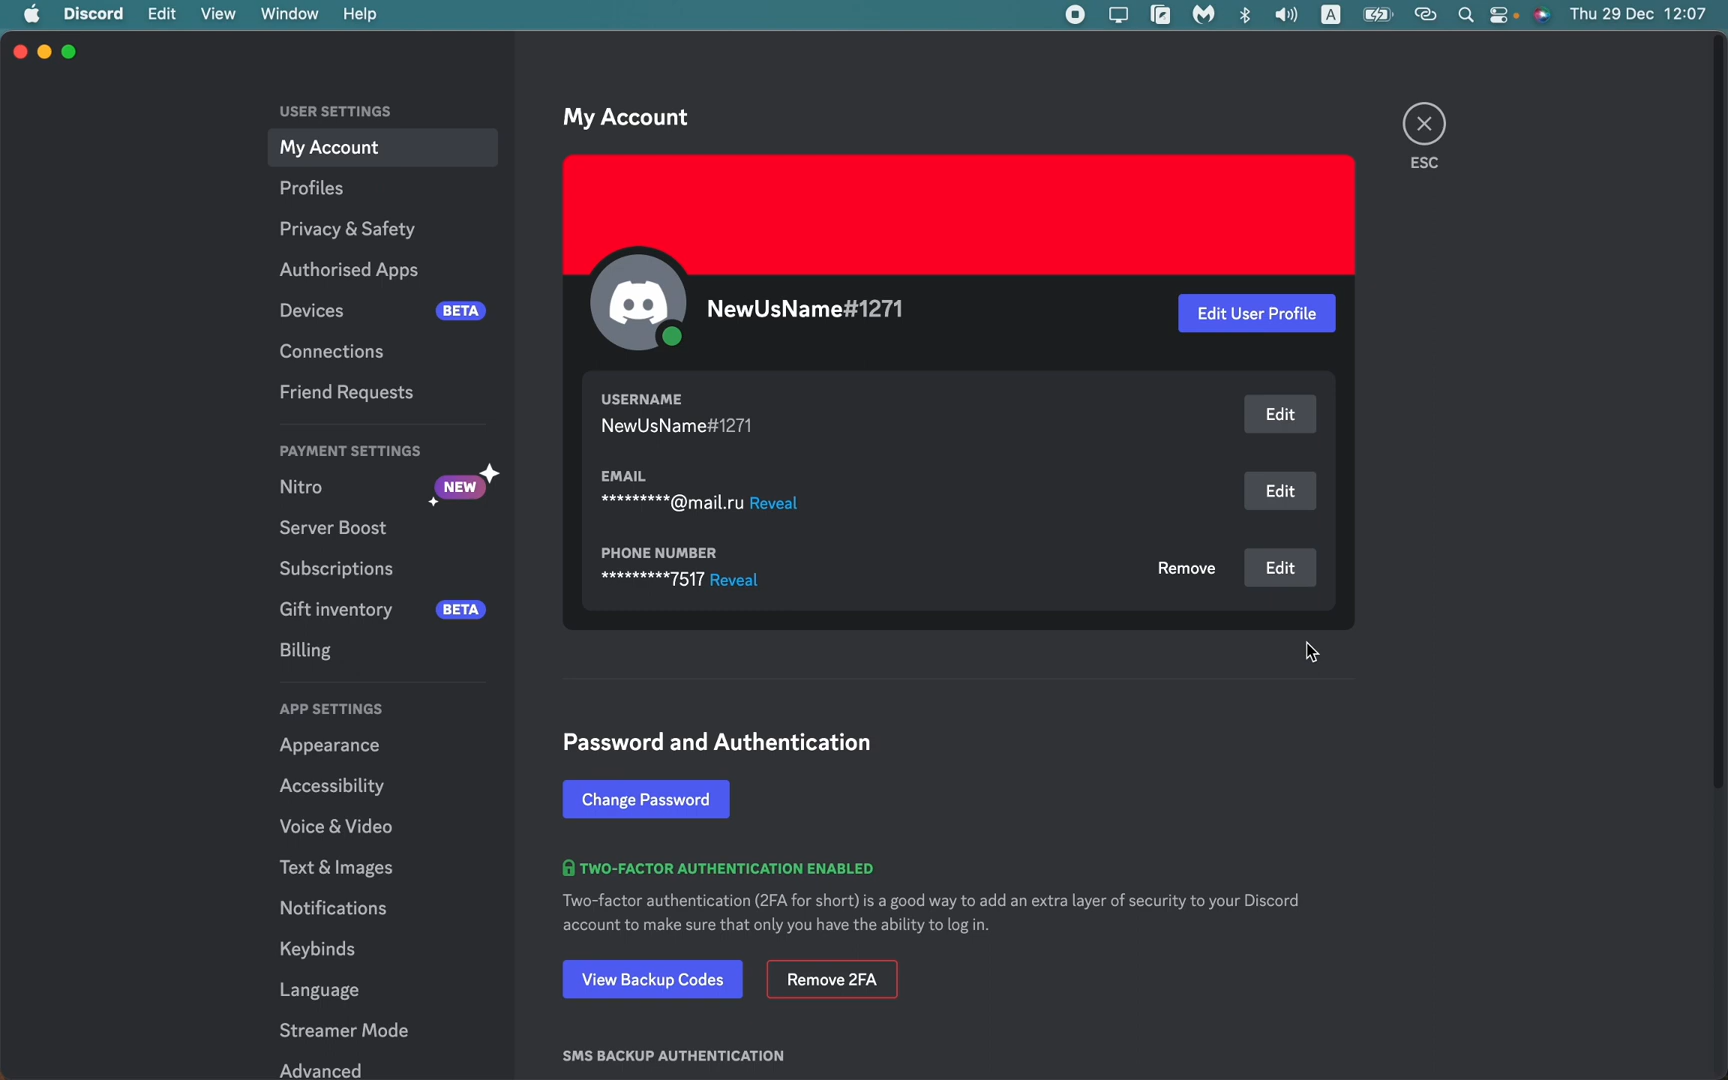 Discord Edit View Window Help A Thu 29 Dec 12:07
USER SETTINGS
My Account
Profiles
Privacy & Safety
Authorised Apps
Devices BETA
Connections
Friend Requests
PAYMENT SETTINGS
Nitro NEW
Server Boost
Subscriptions
Gift inventory BETA
Billing
APP SETTINGS
Appearance
Accessibility
Voice & Video
Text & Images
Notifications
Keybinds
Language
Streamer Mode
Advanced
My Account
ESC
NewUsName#1271
Edit User Profile
USERNAME
NewUsName#1271
Edit
EMAIL
*********@mail.ru Reveal
Edit
PHONE NUMBER
*********7517 Reveal
Remove Edit
Password and Authentication
Change Password
TWO-FACTOR AUTHENTICATION ENABLED
Two-factor authentication (2FA for short) is a good way to add an extra layer of security to your Discord
account to make sure that only you have the ability to log in.
View Backup Codes Remove 2FA
SMS BACKUP AUTHENTICATION